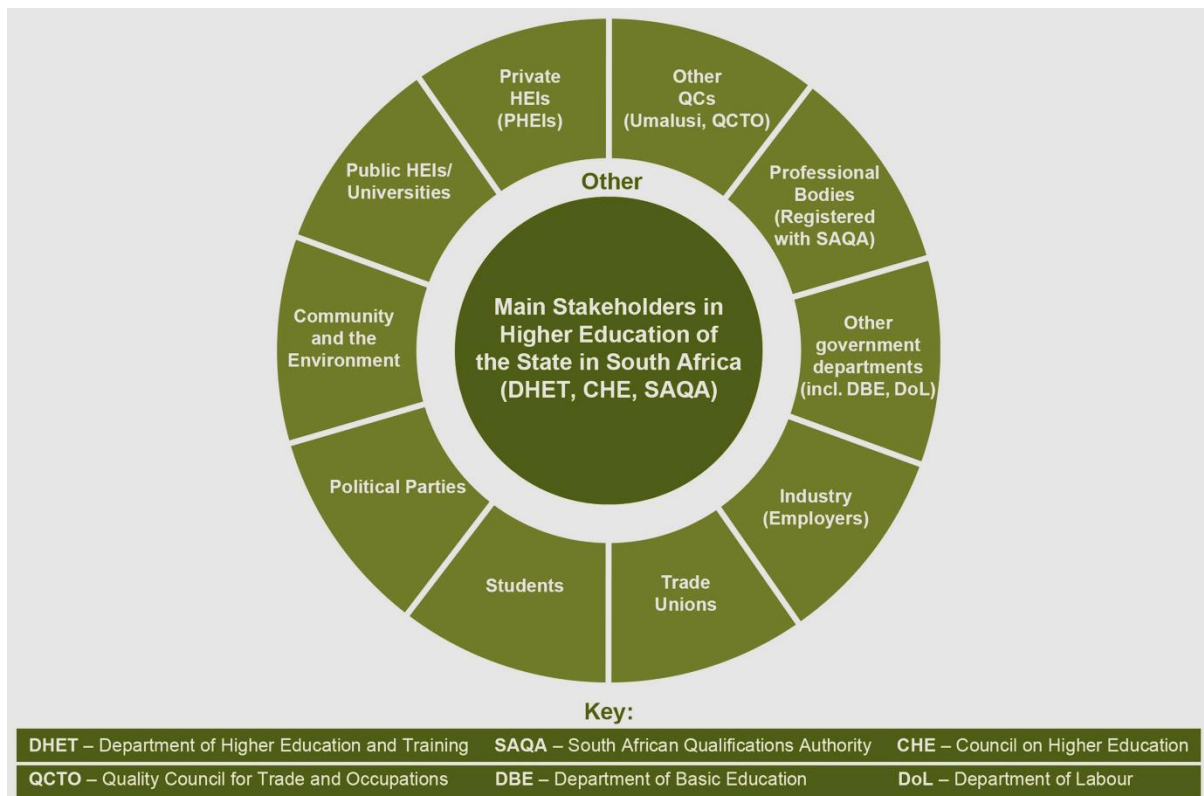 Private
HEIs
(PHEIs)
Other
QCs
(Umalusi, QCTO)
Public HEIs/
Universities
Professional
Bodies
(Registered
with SAQA)
Other
Main Stakeholders in
Higher Education of
the State in South Africa
(DHET, CHE, SAQA)
Community
and the
Environment
Other
government
departments
(incl. DBE, DoL)
Political Parties
Industry
(Employers)
Students
Trade
Unions
Key:
DHET – Department of Higher Education and Training SAQA – South African Qualifications Authority CHE – Council on Higher Education
QCTO – Quality Council for Trade and Occupations DBE – Department of Basic Education DoL – Department of Labour